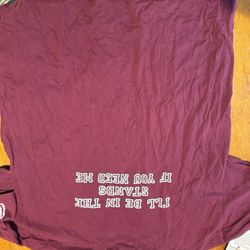 I'LL BE IN THE
STANDS
IF YOU NEED ME